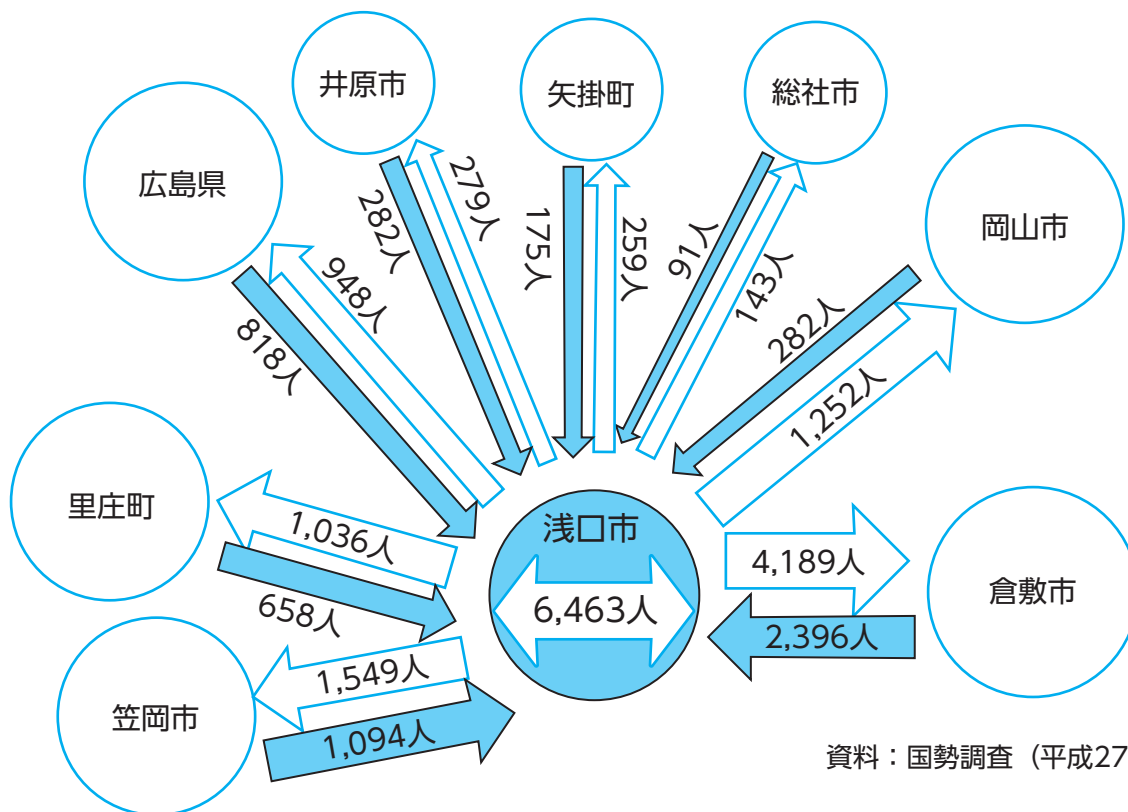 井原市
矢掛町
総社市
広島県
岡山市
279人
282人
175人
259人
91人
143人
948人
818人
282人
1,252人
里庄町
1,036人
658人
浅口市
6,463人
4,189人
2,396人
倉敷市
笠岡市
1,549人
1,094人
資料：国勢調査（平成27